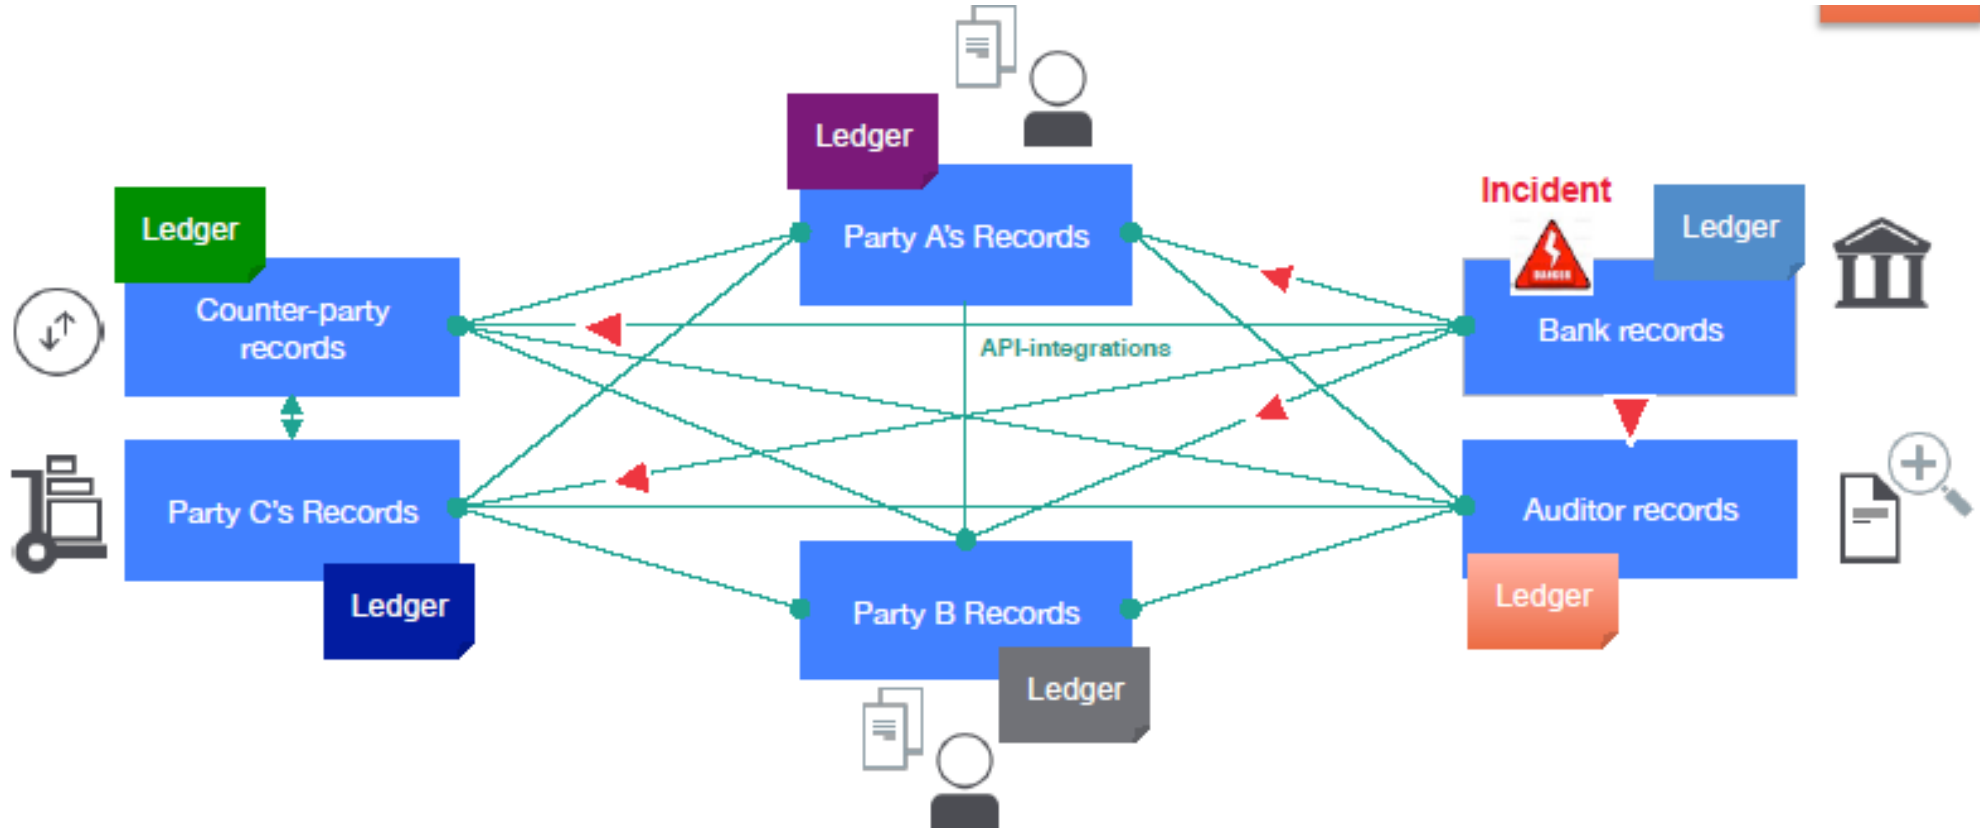 Ledger
Party A's Records
Incident
Ledger
DANGER
Bank records
Ledger
Counter-party
records
API-integrations
Party C's Records
Ledger
Auditor records
Ledger
Party B Records
Ledger